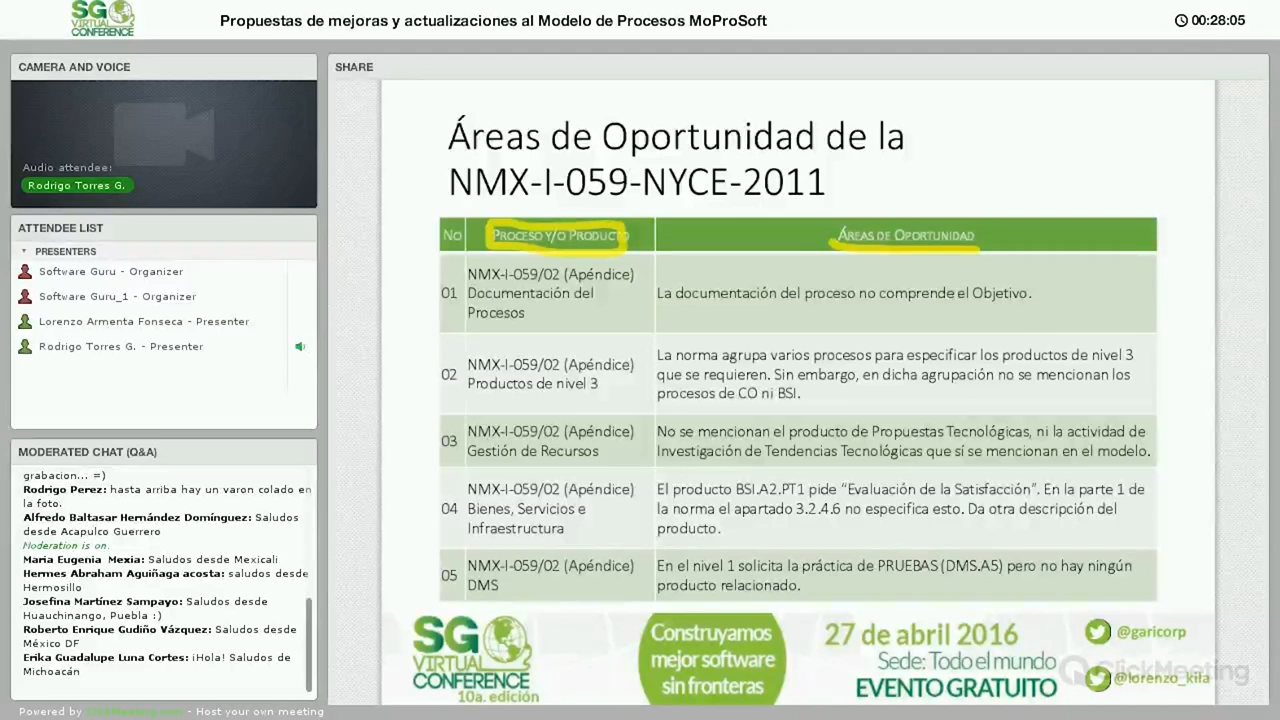 SG VIRTUAL CONFERENCE
Propuestas de mejoras y actualizaciones al Modelo de Procesos MoProSoft
00:28:05
CAMERA AND VOICE
Audio attendee:
Rodrigo Torres G.
ATTENDEE LIST
PRESENTERS
Software Guru - Organizer
Software Guru_1 - Organizer
Lorenzo Armenta Fonseca - Presenter
Rodrigo Torres G. - Presenter
MODERATED CHAT (Q&A)
grabacion... =)
Rodrigo Perez: hasta arriba hay un varon colado en
la foto.
Alfredo Baltasar Hernández Domínguez: Saludos
desde Acapulco Guerrero
Moderation is on.
Maria Eugenia Mexia: Saludos desde Mexicali
Hermes Abraham Aguiñaga acosta: saludos desde
Hermosillo
Josefina Martínez Sampayo: Saludos desde
Huauchinango, Puebla :)
Roberto Enrique Gudiño Vázquez: Saludos desde
México DF
Erika Guadalupe Luna Cortes: ¡Hola! Saludos de
Michoacán
Powered by ClickMeeting.com - Host your own meeting
SHARE
Áreas de Oportunidad de la
NMX-I-059-NYCE-2011
No PROCESO Y/O PRODUCTO ÁREAS DE OPORTUNIDAD
01 NMX-I-059/02 (Apéndice)
Documentación del
Procesos
La documentación del proceso no comprende el Objetivo.
02 NMX-I-059/02 (Apéndice)
Productos de nivel 3
La norma agrupa varios procesos para especificar los productos de nivel 3
que se requieren. Sin embargo, en dicha agrupación no se mencionan los
procesos de CO ni BSI.
03 NMX-I-059/02 (Apéndice)
Gestión de Recursos
No se mencionan el producto de Propuestas Tecnológicas, ni la actividad de
Investigación de Tendencias Tecnológicas que sí se mencionan en el modelo.
04 NMX-I-059/02 (Apéndice)
Bienes, Servicios e
Infraestructura
El producto BSI.A2.PT1 pide “Evaluación de la Satisfacción”. En la parte 1 de
la norma el apartado 3.2.4.6 no especifica esto. Da otra descripción del
producto.
05 NMX-I-059/02 (Apéndice)
DMS
En el nivel 1 solicita la práctica de PRUEBAS (DMS.A5) pero no hay ningún
producto relacionado.
SG
VIRTUAL
CONFERENCE
10a. edición
Construyamos
mejor software
sin fronteras
27 de abril 2016
Sede: Todo el mundo
EVENTO GRATUITO
@garicorp
@lorenzo_xila
ClickMeeting